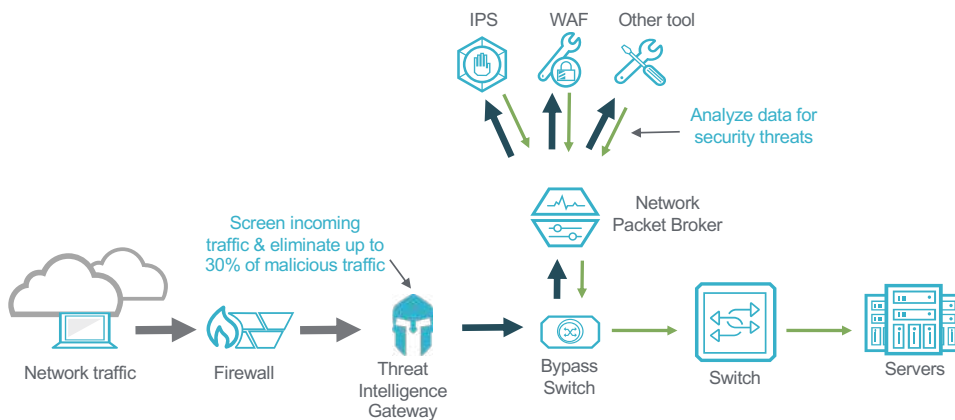 IPS
WAF
Other tool
Analyze data for
security threats
Network
Packet Broker
Screen incoming
traffic & eliminate up to
30% of malicious traffic
Network traffic
Firewall
Threat
Intelligence
Gateway
Bypass
Switch
Switch
Servers